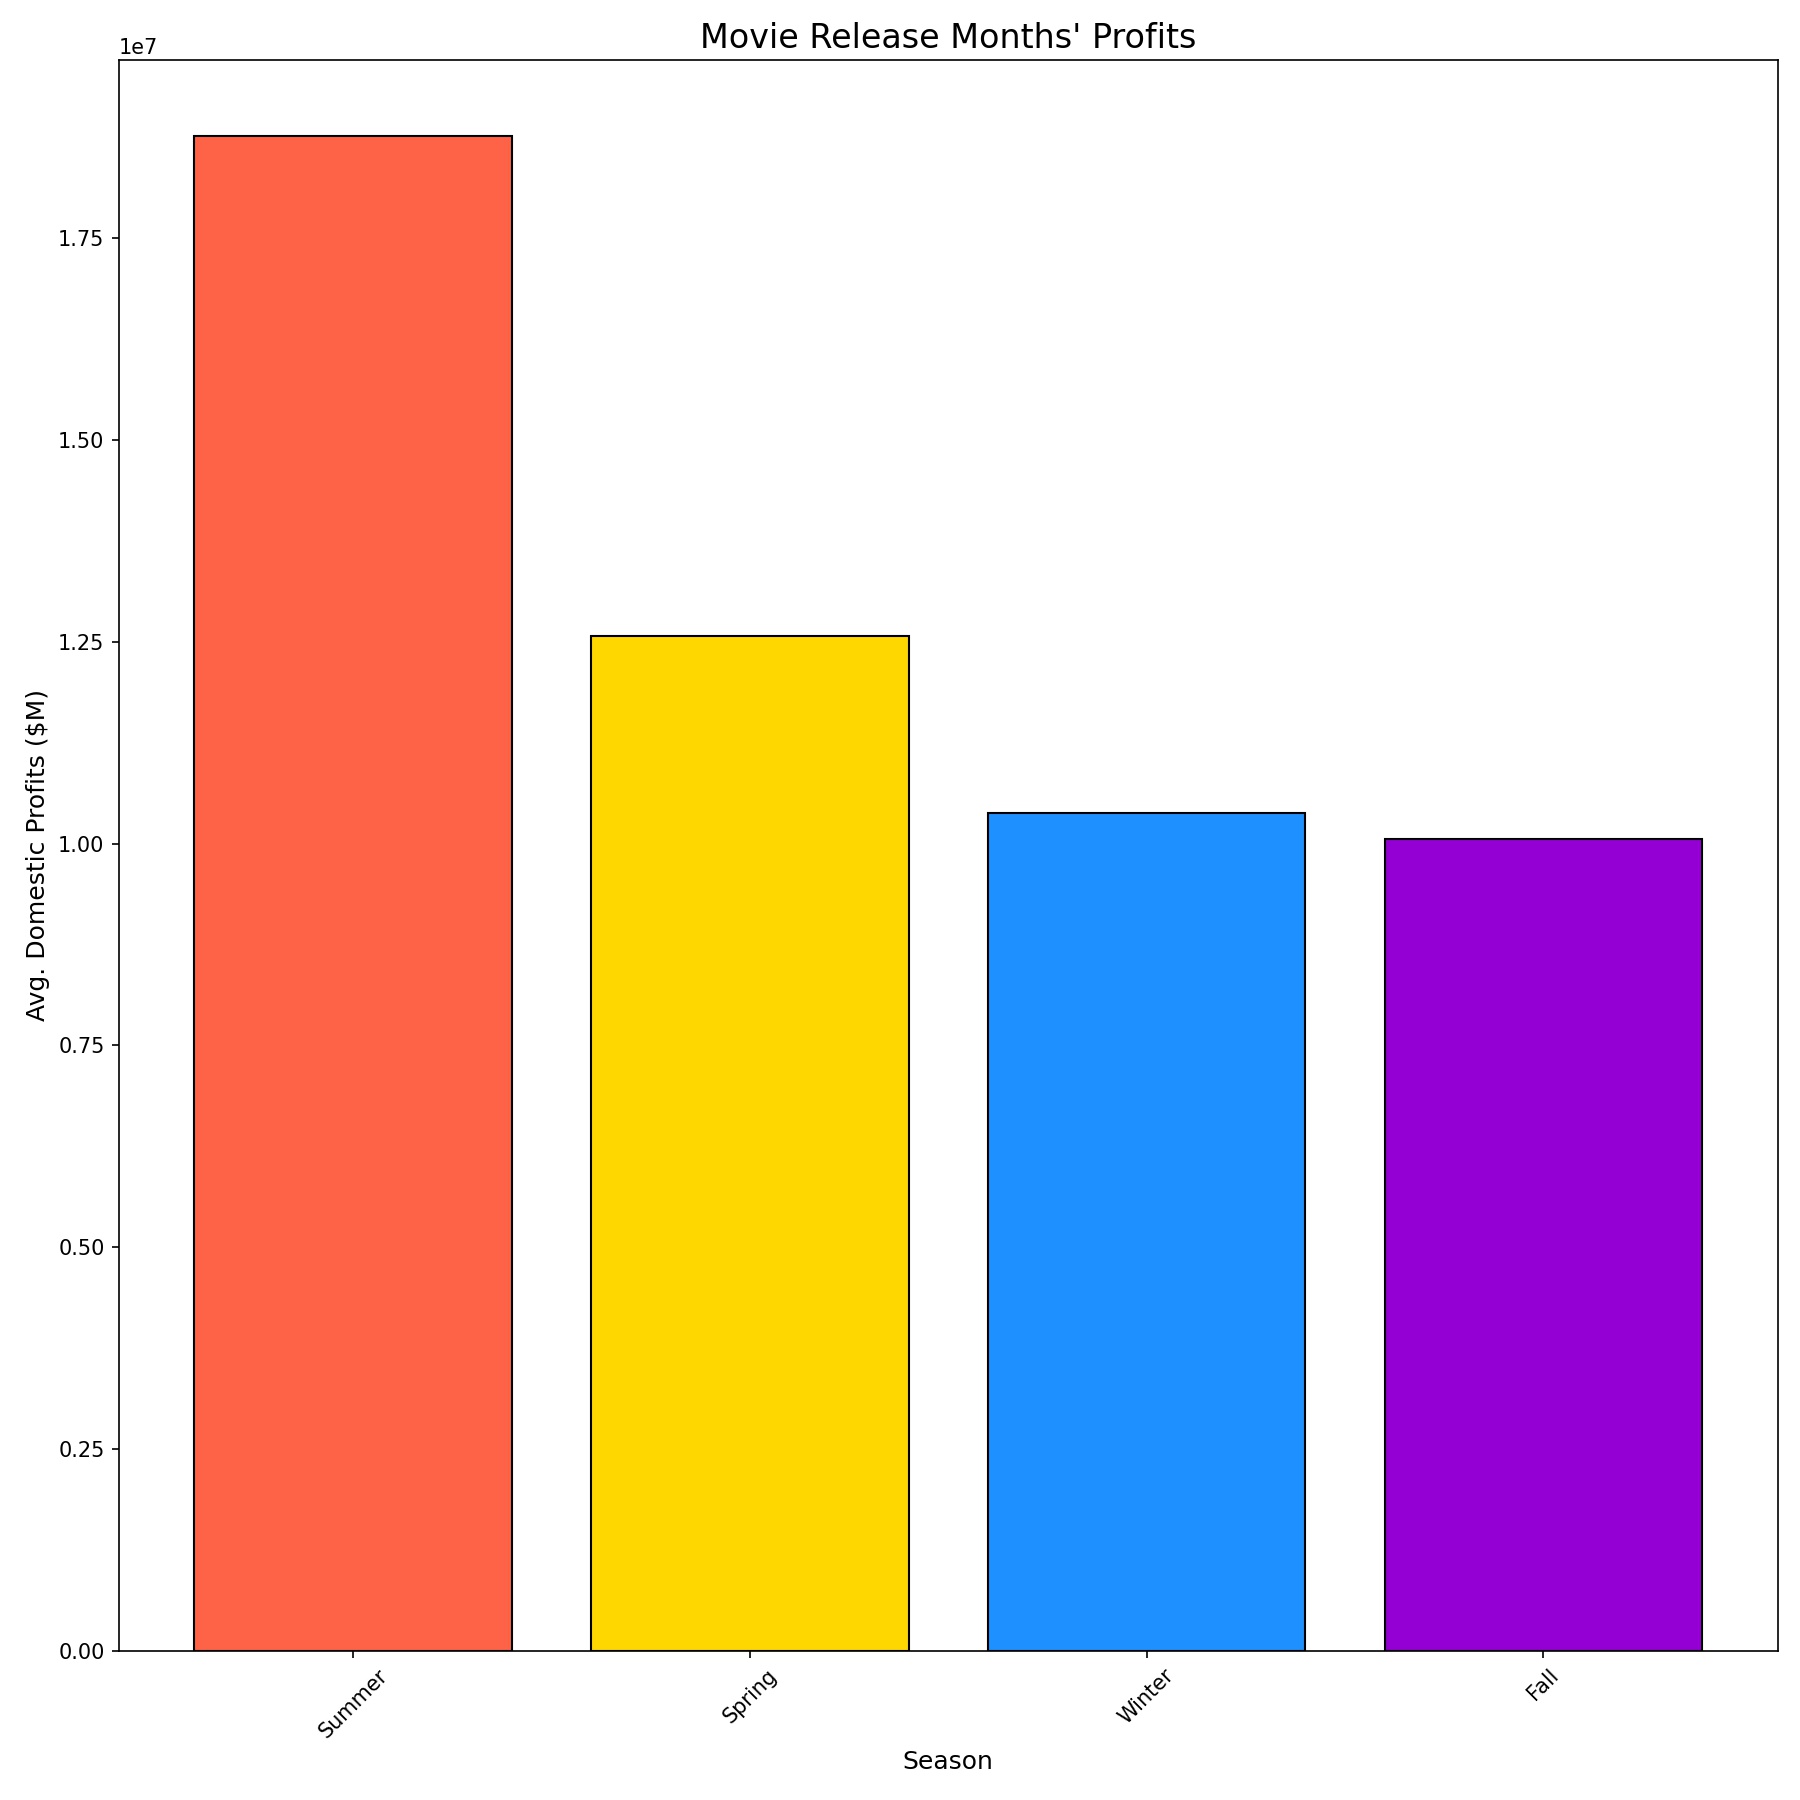 Movie Release Months' Profits
1e7
1.75
1.50
1.25
1.00
0.75
0.50
0.25
0.00
Avg. Domestic Profits ($M)
Summer
Spring
Winter
Fall
Season